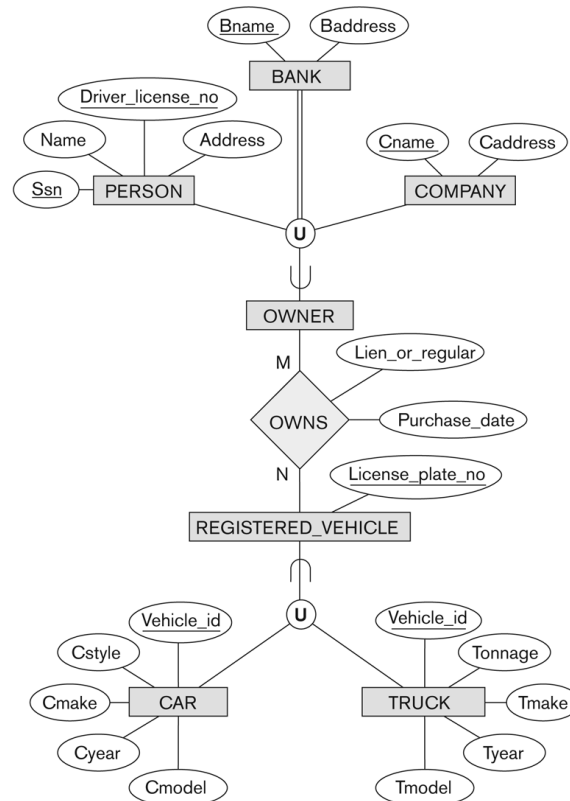 Bname
Baddress
BANK
Driver_license_no
Name
Address
Cname
Caddress
Ssn
PERSON
COMPANY
U
OWNER
M
Lien_or_regular
OWNS
Purchase_date
N
License_plate_no
REGISTERED_VEHICLE
U
Vehicle_id
Vehicle_id
Cstyle
Tonnage
Cmake
CAR
TRUCK
Tmake
Cyear
Tyear
Cmodel
Tmodel